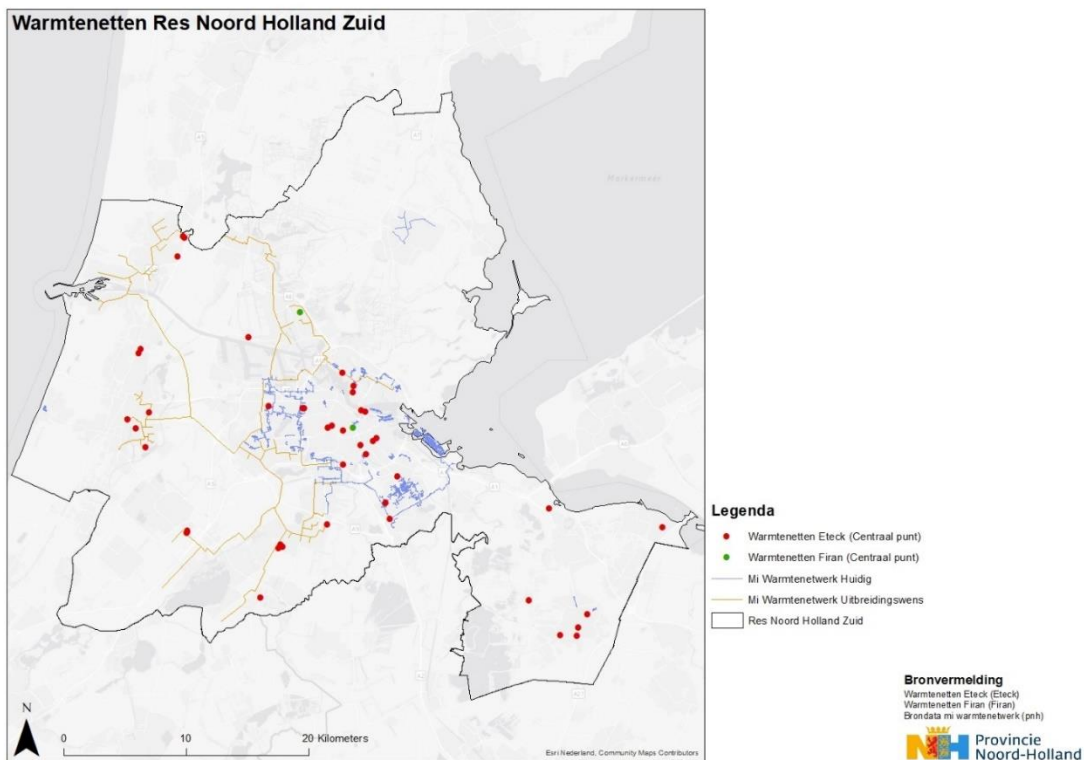 Warmtenetten Res Noord Holland Zuid
Markermeer
Legenda
Warmtenetten Eteck (Centraal punt)
Warmtenetten Firan (Centraal punt)
Mi Warmtenetwerk Huidig
Mi Warmtenetwerk Uitbreidingswens
Res Noord Holland Zuid
Bronvermelding
Warmtenetten Eteck (Eteck)
Warmtenetten Firan (Firan)
Brondata mi warmtenetwerk (pnh)
N
0 10 20 Kilometers
Esri Nederland, Community Maps Contributors
NH Provincie
Noord-Holland